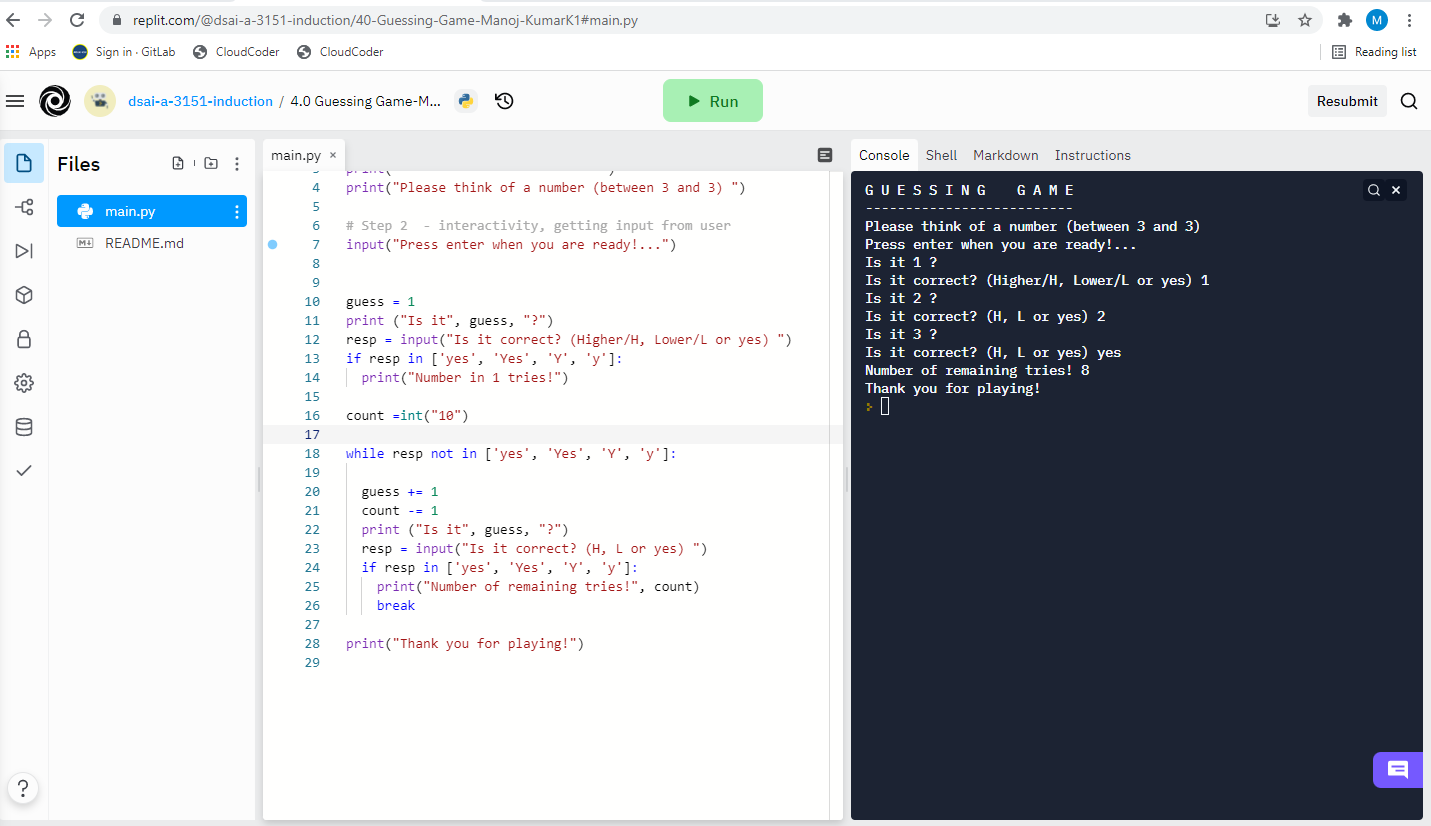 replit.com/@dsai-a-3151-induction/40-Guessing-Game-Manoj-KumarK1#main.py
M
Apps
Sign in · GitLab
CloudCoder
CloudCoder
Reading list
dsai-a-3151-induction / 4.0 Guessing Game-M...
Run
Resubmit
Files
main.py
README.md
main.py ×
4 print("Please think of a number (between 3 and 3) ")
5
6 # Step 2  - interactivity, getting input from user
7 input("Press enter when you are ready!...")
8
9
10 guess = 1
11 print ("Is it", guess, "?")
12 resp = input("Is it correct? (Higher/H, Lower/L or yes) ")
13 if resp in ['yes', 'Yes', 'Y', 'y']:
14   print("Number in 1 tries!")
15
16 count =int("10")
17
18 while resp not in ['yes', 'Yes', 'Y', 'y']:
19
20   guess += 1
21   count -= 1
22   print ("Is it", guess, "?")
23   resp = input("Is it correct? (H, L or yes) ")
24   if resp in ['yes', 'Yes', 'Y', 'y']:
25     print("Number of remaining tries!", count)
26     break
27
28 print("Thank you for playing!")
29
Console Shell Markdown Instructions
G U E S S I N G   G A M E
--------------------------
Please think of a number (between 3 and 3)
Press enter when you are ready!...
Is it 1 ?
Is it correct? (Higher/H, Lower/L or yes) 1
Is it 2 ?
Is it correct? (H, L or yes) 2
Is it 3 ?
Is it correct? (H, L or yes) yes
Number of remaining tries! 8
Thank you for playing!
?